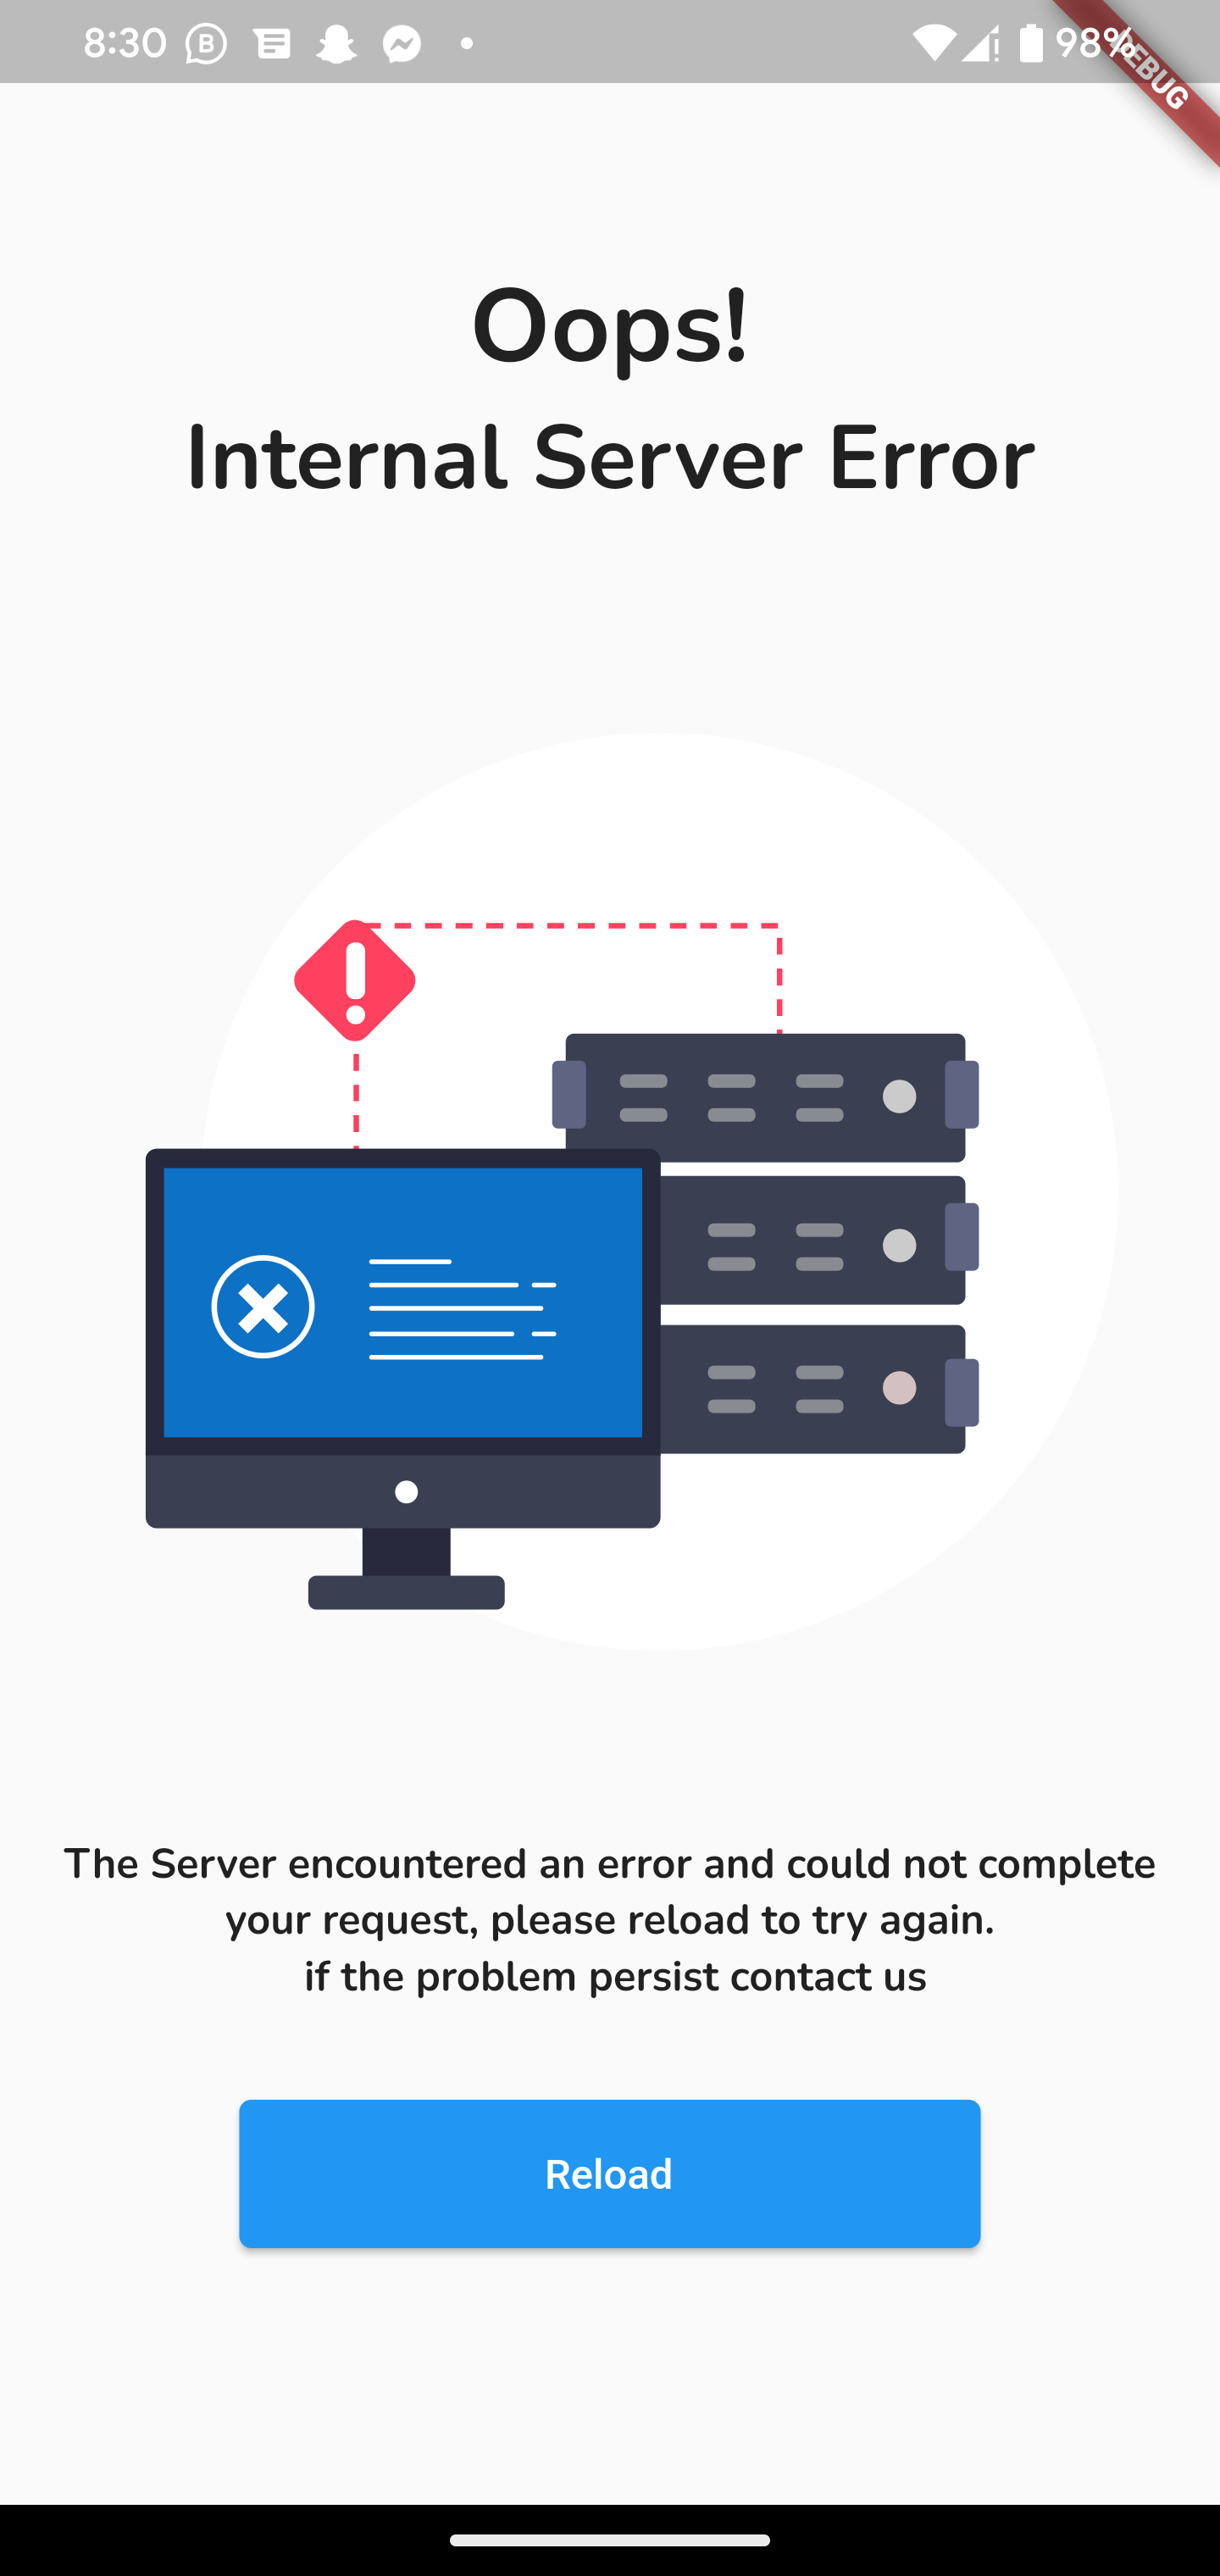 8:30
98%
DEBUG
Oops!
Internal Server Error
The Server encountered an error and could not complete
your request, please reload to try again.
if the problem persist contact us
Reload